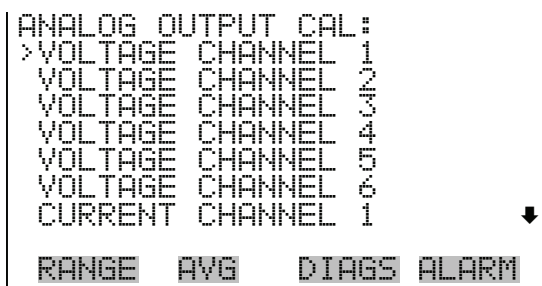 ANALOG OUTPUT CAL:
>VOLTAGE CHANNEL 1
VOLTAGE CHANNEL 2
VOLTAGE CHANNEL 3
VOLTAGE CHANNEL 4
VOLTAGE CHANNEL 5
VOLTAGE CHANNEL 6
CURRENT CHANNEL 1 ⬇
RANGE AVG DIAGS ALARM